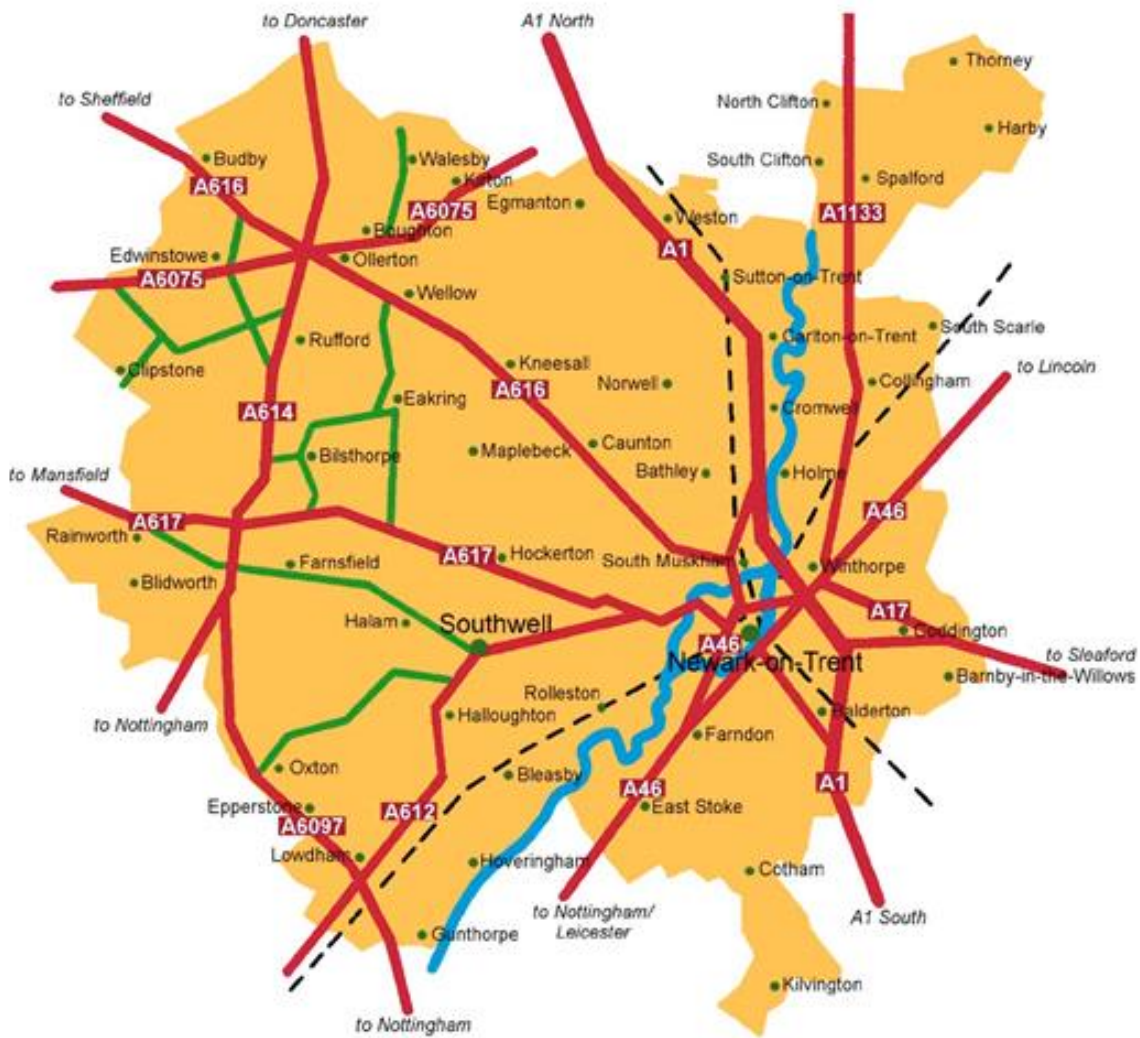 to Doncaster
A1 North
to Sheffield
Thorney
North Clifton
Harby
Budby
Walesby
South Clifton
A616
Kirton
Spalford
Egmanton
A6075
A1133
Weston
Boughton
A1
Edwinstowe
Ollerton
A6075
Sutton-on-Trent
Wellow
South Scarle
Rufford
Carlton-on-Trent
to Lincoln
Clipstone
Kneesall
Norwell
Collingham
A616
Eakring
A614
Cromwell
Caunton
Maplebeck
Bilsthorpe
to Mansfield
Bathley
Holme
A46
A617
Rainworth
A617
Hockerton
Farnsfield
South Muskham
Winthorpe
Blidworth
A17
Halam
Southwell
Coddington
A46
to Sleaford
Newark-on-Trent
Barnby-in-the-Willows
Rolleston
to Nottingham
Halloughton
Balderton
Farndon
Oxton
Bleasby
A1
A46
Epperstone
A612
East Stoke
A6097
Lowdham
Hoveringham
Cotham
to Nottingham/
Leicester
A1 South
Gunthorpe
Kilvington
to Nottingham